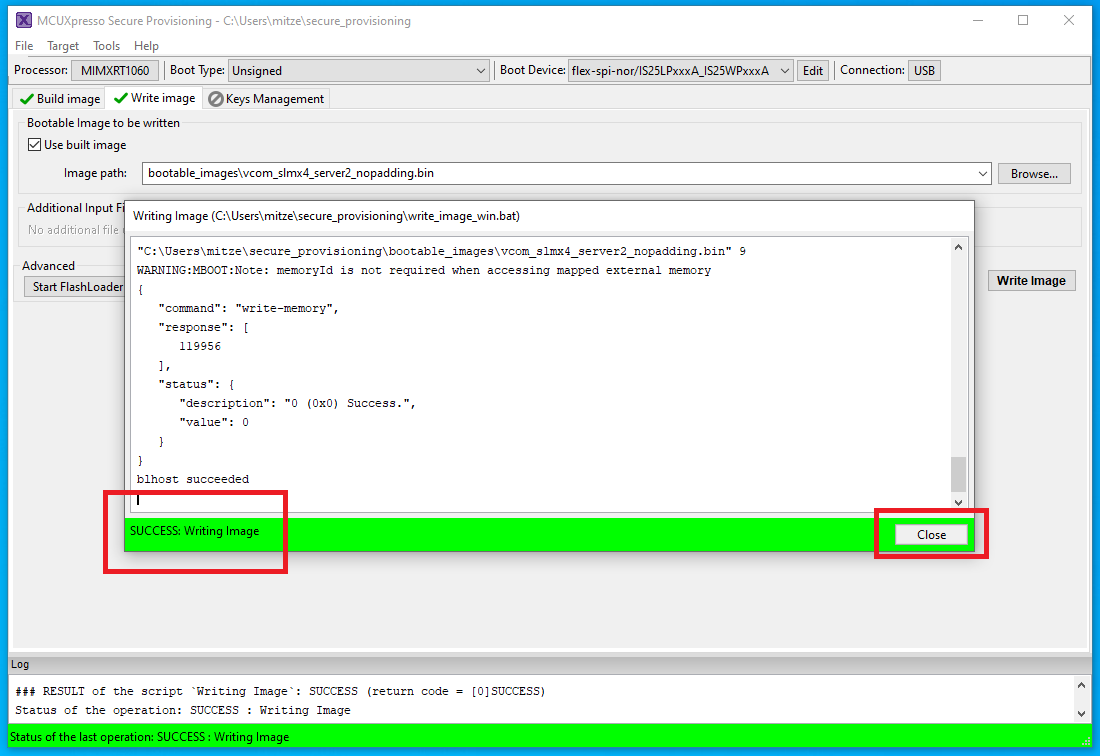 MCUXpresso Secure Provisioning - C:\Users\mitze\secure_provisioning
File Target Tools Help
Processor: MIMXRT1060 Boot Type: Unsigned Boot Device: flex-spi-nor/IS25LPxxxA_IS25WPxxxA Edit Connection: USB
Build image Write image Keys Management
Bootable Image to be written
Use built image
Image path: bootable_images\vcom_slmx4_server2_nopadding.bin Browse...
Additional Input Fi
No additional file
Advanced
Start FlashLoader
Write Image
Writing Image (C:\Users\mitze\secure_provisioning\write_image_win.bat)
"C:\Users\mitze\secure_provisioning\bootable_images\vcom_slmx4_server2_nopadding.bin" 9
WARNING:MBOOT:Note: memoryId is not required when accessing mapped external memory
{
"command": "write-memory",
"response": [
119956
],
"status": {
"description": "0 (0x0) Success.",
"value": 0
}
}
blhost succeeded
SUCCESS: Writing Image
Close
Log
### RESULT of the script `Writing Image`: SUCCESS (return code = [0]SUCCESS)
Status of the operation: SUCCESS : Writing Image
Status of the last operation: SUCCESS : Writing Image